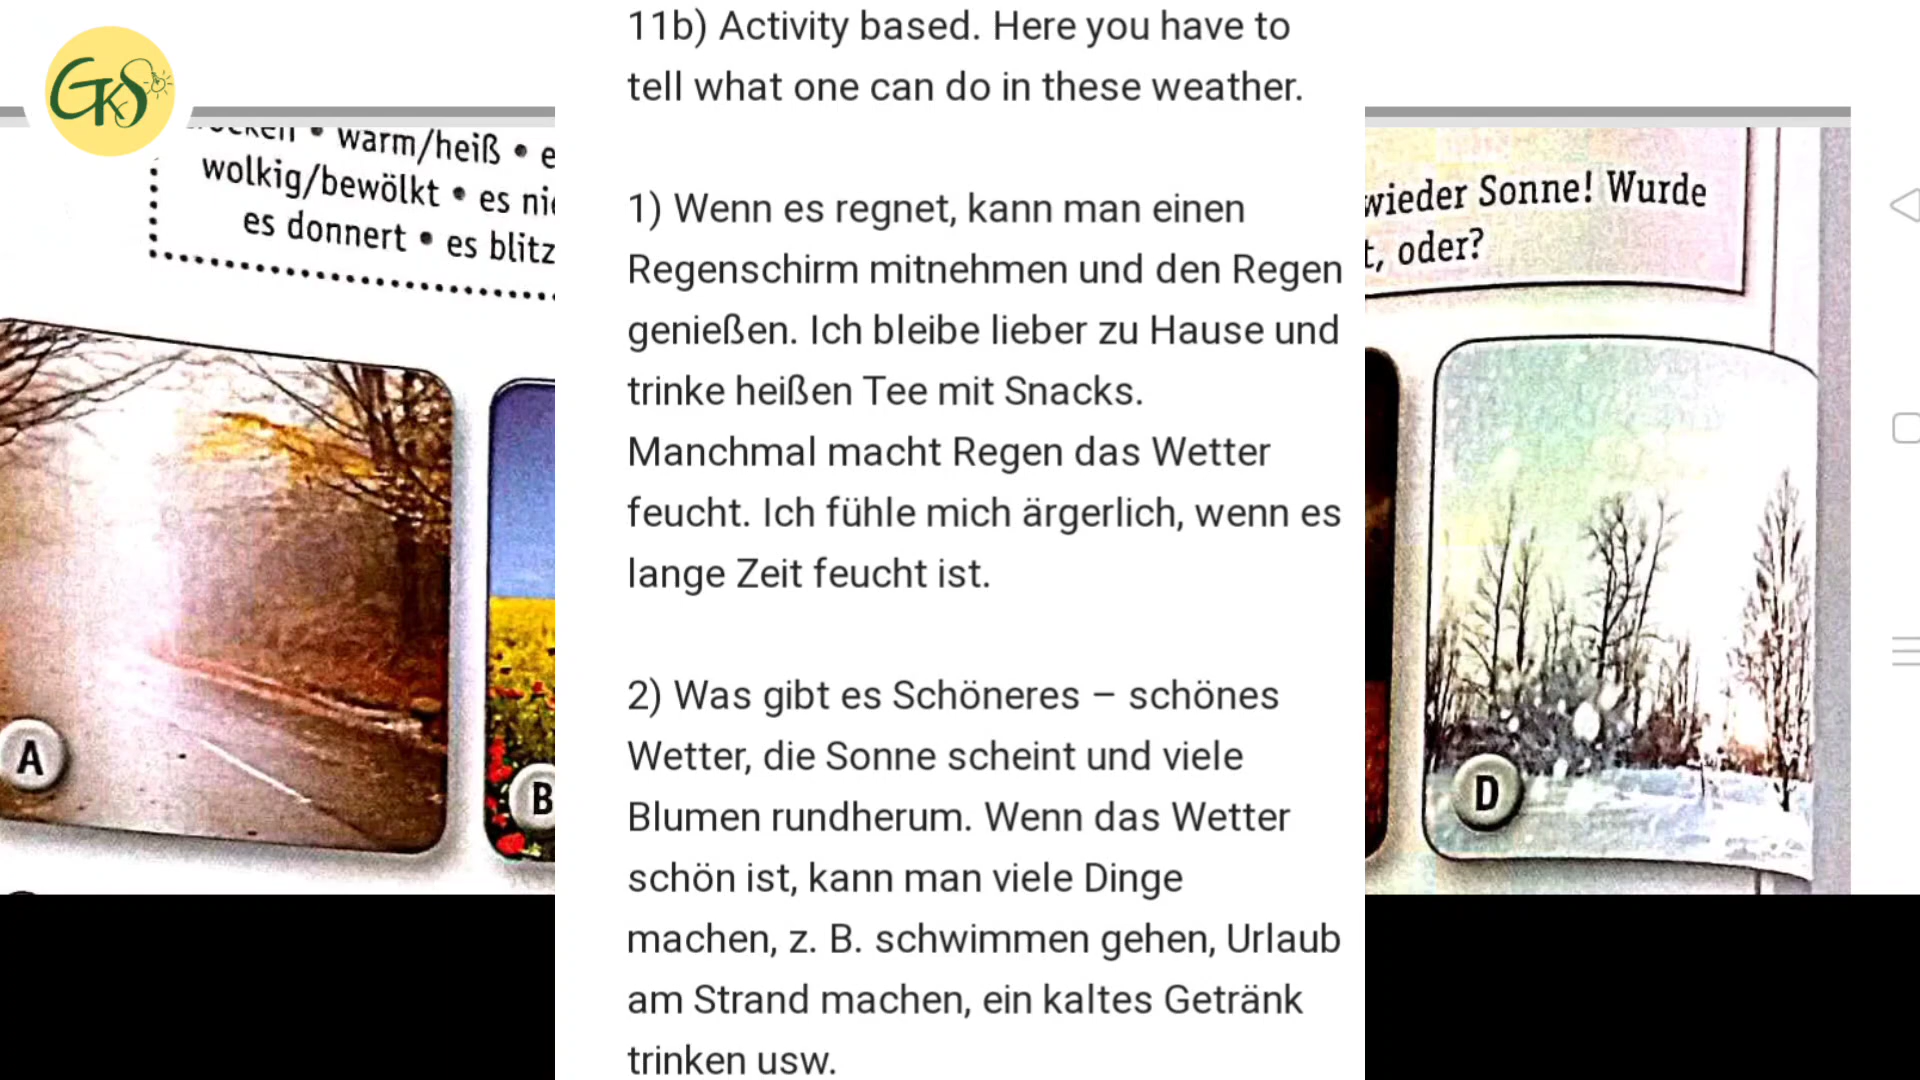 GKS
11b) Activity based. Here you have to
tell what one can do in these weather.
1) Wenn es regnet, kann man einen
Regenschirm mitnehmen und den Regen
genießen. Ich bleibe lieber zu Hause und
trinke heißen Tee mit Snacks.
Manchmal macht Regen das Wetter
feucht. Ich fühle mich ärgerlich, wenn es
lange Zeit feucht ist.
2) Was gibt es Schöneres – schönes
Wetter, die Sonne scheint und viele
Blumen rundherum. Wenn das Wetter
schön ist, kann man viele Dinge
machen, z. B. schwimmen gehen, Urlaub
am Strand machen, ein kaltes Getränk
trinken usw.
warm/heiß • e
wolkig/bewölkt • es
es donnert • es blitz
A
B
wieder Sonne! Wurde
oder?
D